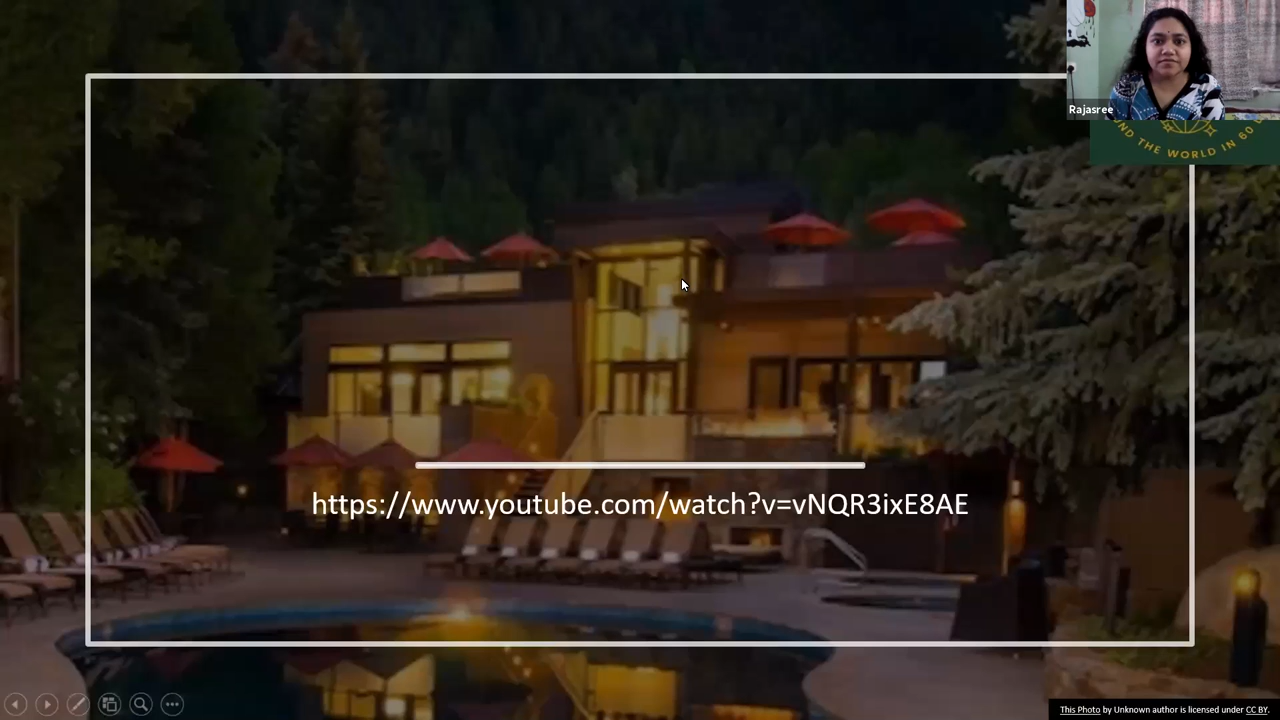 Rajasree
THE WORLD IN 60
https://www.youtube.com/watch?v=vNQR3ixE8AE
This Photo by Unknown author is licensed under CC BY.